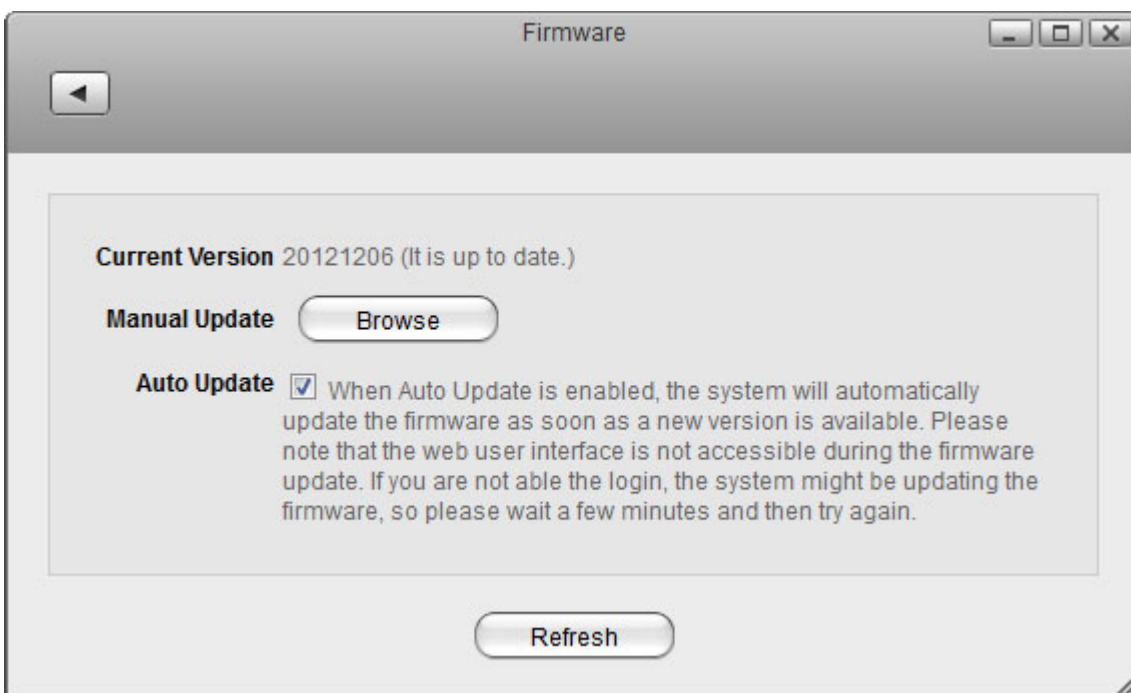 Firmware
Current Version 20121206 (It is up to date.)
Manual Update Browse
Auto Update When Auto Update is enabled, the system will automatically
update the firmware as soon as a new version is available. Please
note that the web user interface is not accessible during the firmware
update. If you are not able the login, the system might be updating the
firmware, so please wait a few minutes and then try again.
Refresh